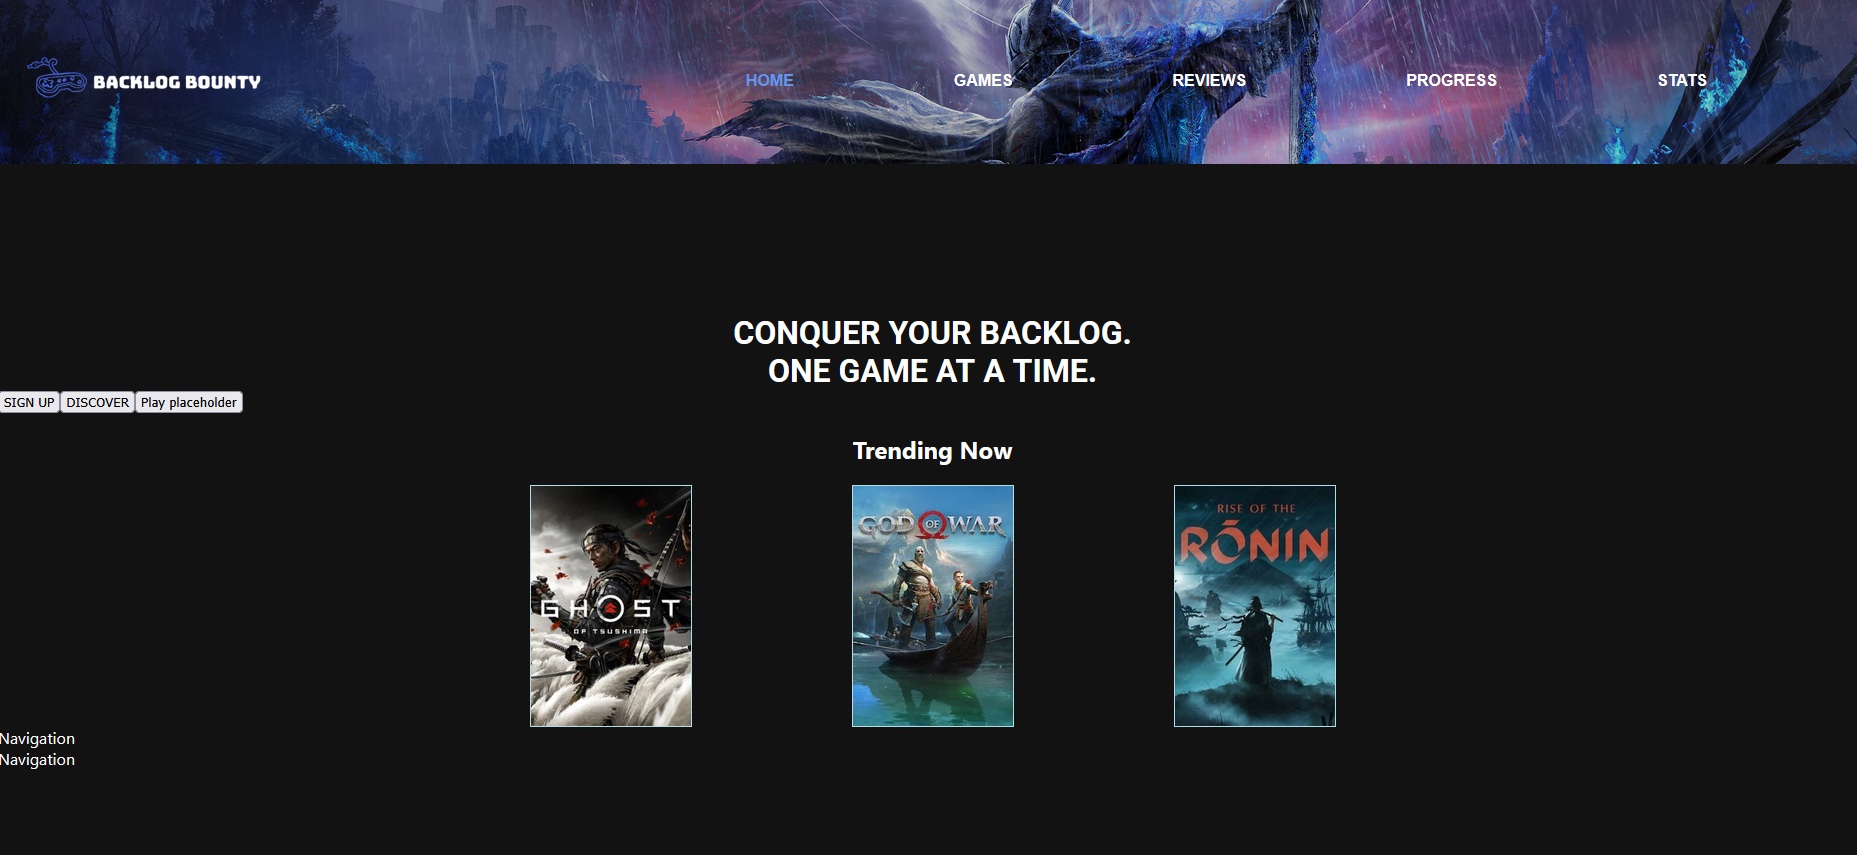 BACKLOG BOUNTY
HOME GAMES REVIEWS PROGRESS STATS
CONQUER YOUR BACKLOG.
ONE GAME AT A TIME.
SIGN UP DISCOVER Play placeholder
Trending Now
GHOST
OF TSUSHIMA
GOD OF WAR
RISE OF THE
RŌNIN
Navigation
Navigation